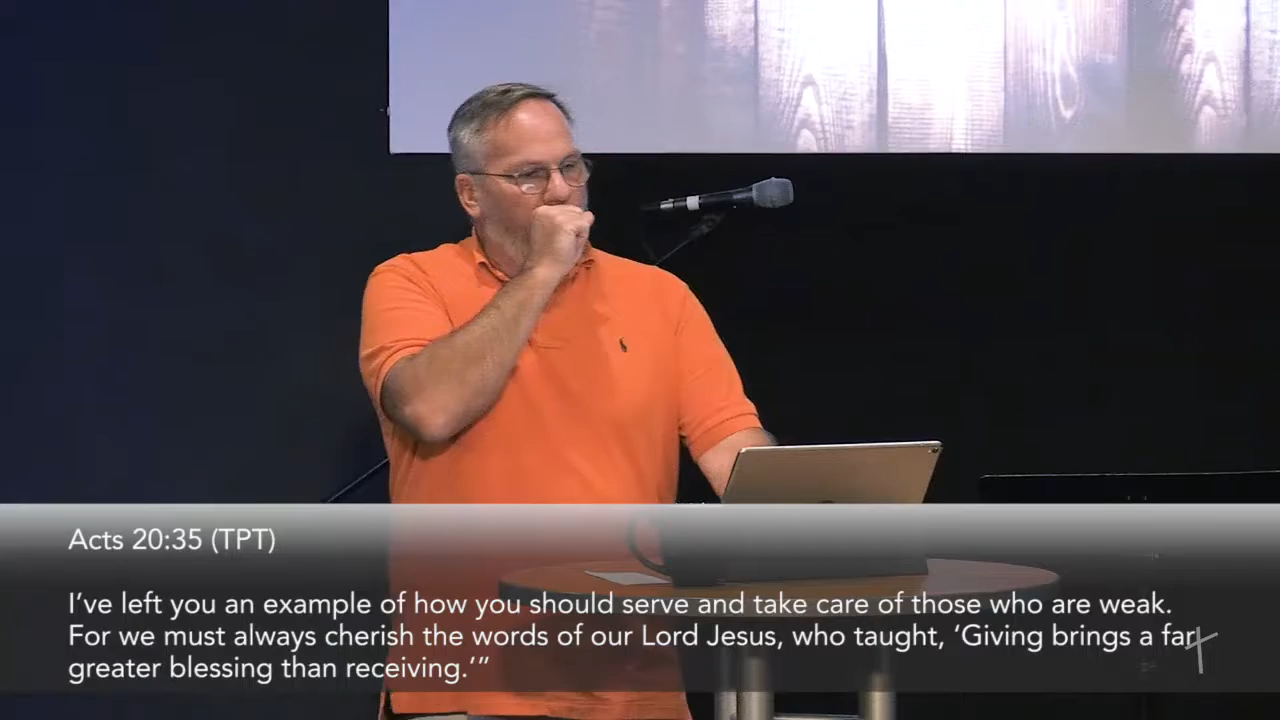 Acts 20:35 (TPT)
I’ve left you an example of how you should serve and take care of those who are weak.
For we must always cherish the words of our Lord Jesus, who taught, ‘Giving brings a far
greater blessing than receiving.’”